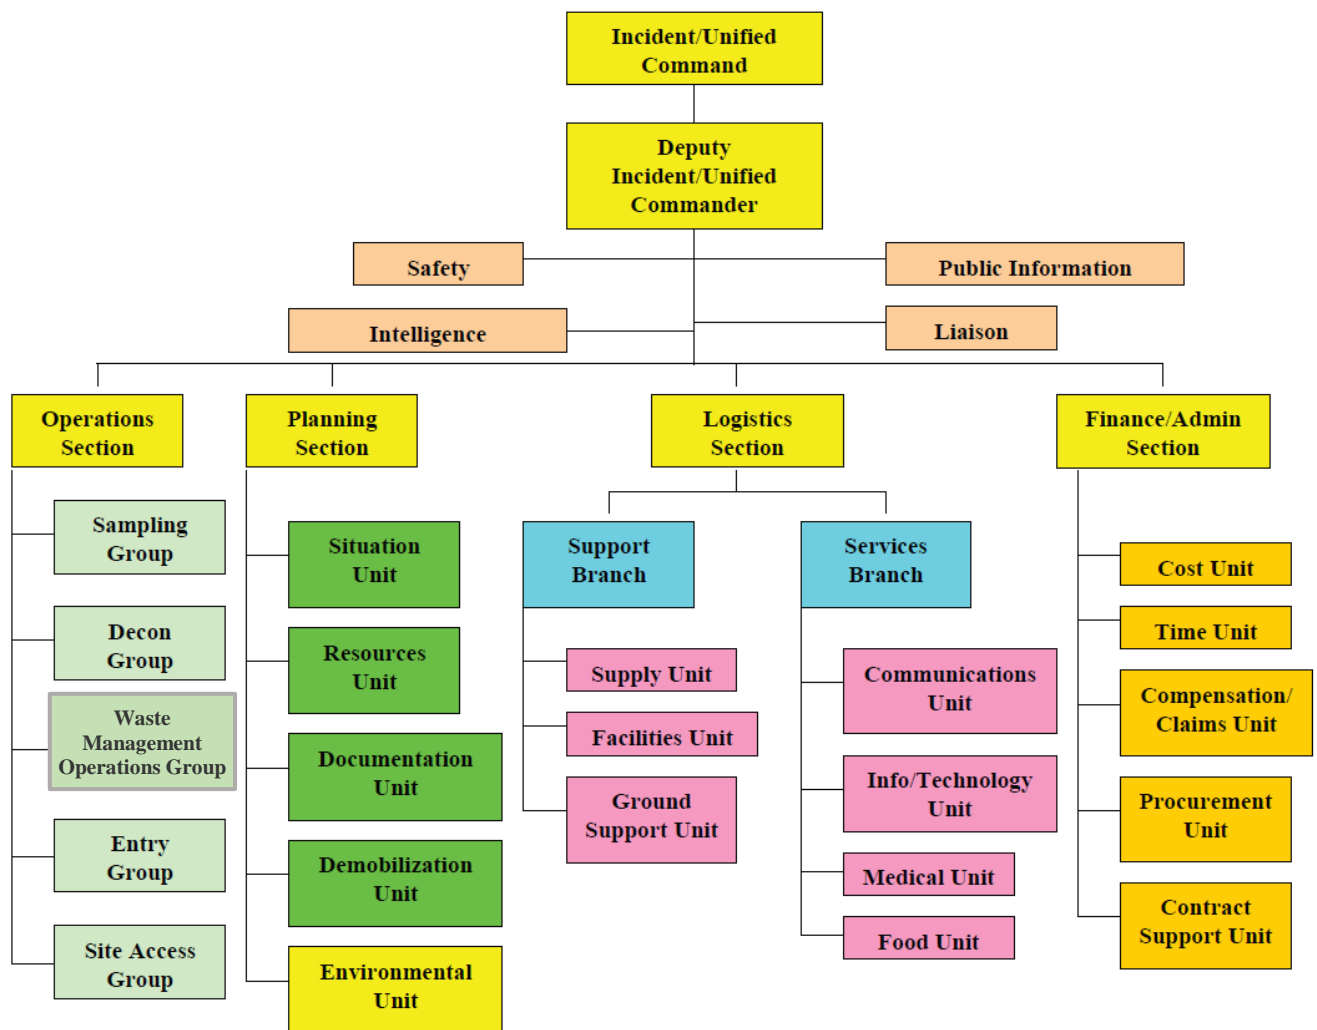 Incident/Unified
Command
Deputy
Incident/Unified
Commander
Safety
Public Information
Intelligence
Liaison
Operations
Section
Planning
Section
Logistics
Section
Finance/Admin
Section
Sampling
Group
Decon
Group
Waste
Management
Operations Group
Entry
Group
Site Access
Group
Situation
Unit
Resources
Unit
Documentation
Unit
Demobilization
Unit
Environmental
Unit
Support
Branch
Supply Unit
Facilities Unit
Ground
Support Unit
Services
Branch
Communications
Unit
Info/Technology
Unit
Medical Unit
Food Unit
Cost Unit
Time Unit
Compensation/
Claims Unit
Procurement
Unit
Contract
Support Unit